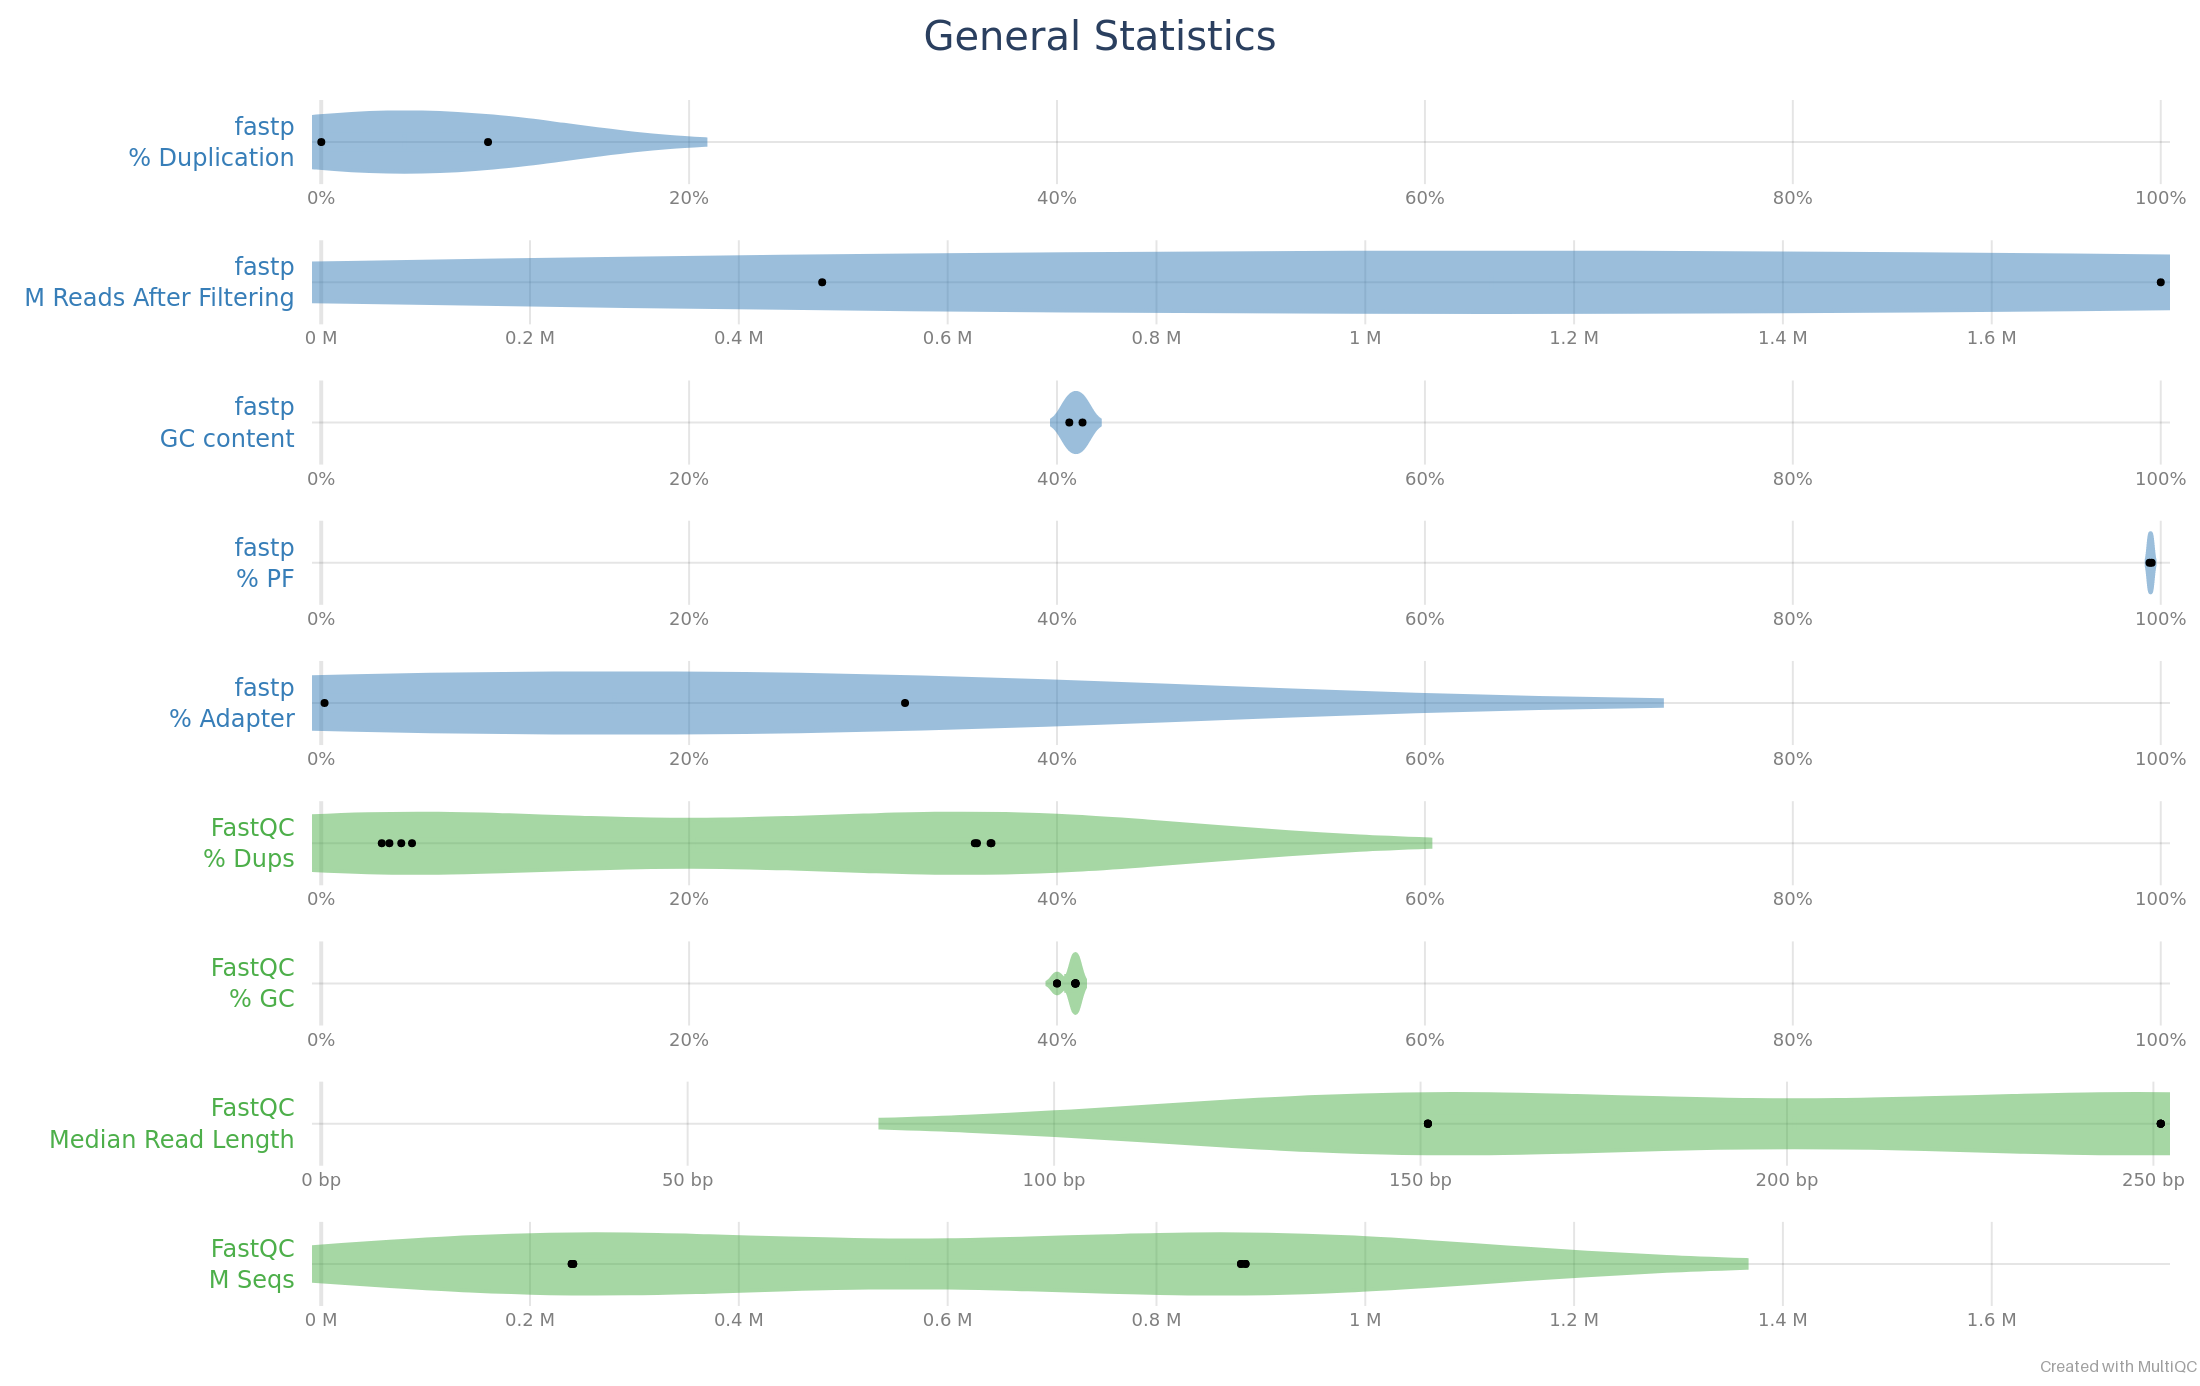 General Statistics
fastp
% Duplication
0% 20% 40% 60% 80% 100%
fastp
M Reads After Filtering
0 M 0.2 M 0.4 M 0.6 M 0.8 M 1 M 1.2 M 1.4 M 1.6 M
fastp
GC content
0% 20% 40% 60% 80% 100%
fastp
% PF
0% 20% 40% 60% 80% 100%
fastp
% Adapter
0% 20% 40% 60% 80% 100%
FastQC
% Dups
0% 20% 40% 60% 80% 100%
FastQC
% GC
0% 20% 40% 60% 80% 100%
FastQC
Median Read Length
0 bp 50 bp 100 bp 150 bp 200 bp 250 bp
FastQC
M Seqs
0 M 0.2 M 0.4 M 0.6 M 0.8 M 1 M 1.2 M 1.4 M 1.6 M
Created with MultiQC